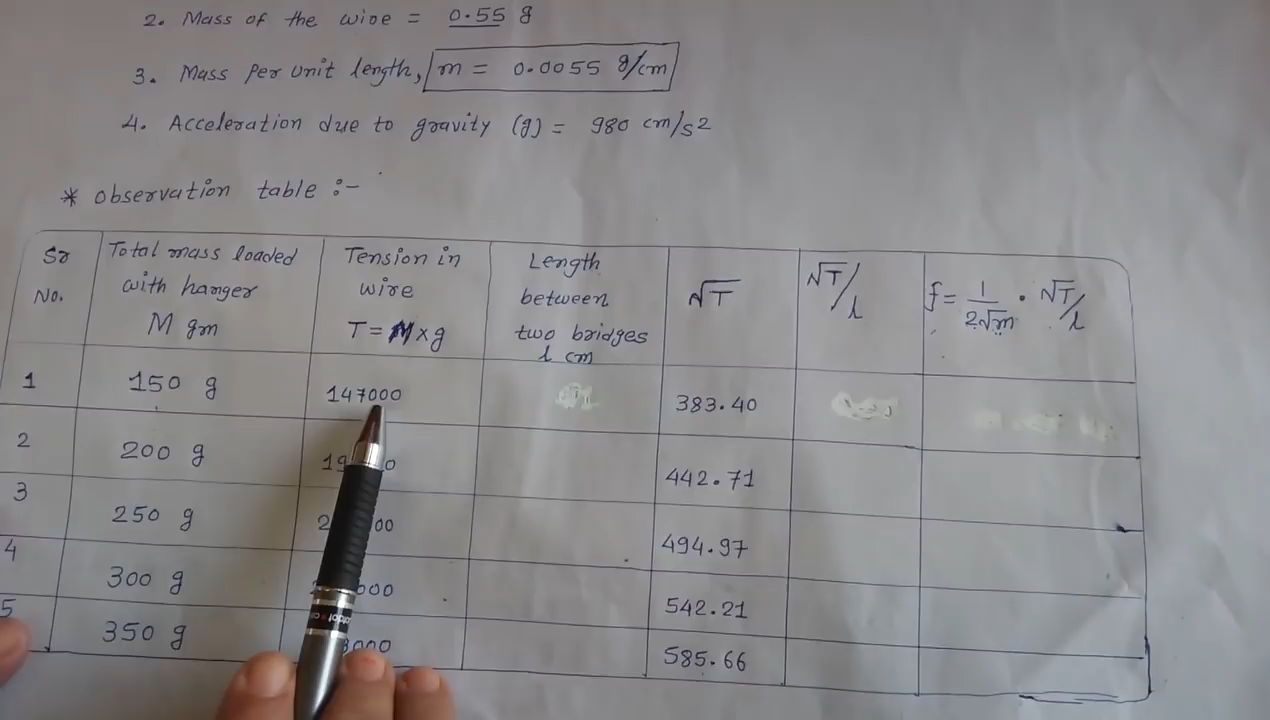 2. Mass of the wire = 0.55 g
3. Mass Per unit length, m = 0.0055 g/cm
4. Acceleration due to gravity (g) = 980 cm/s2
* Observation table :-
Sr
No.
Total mass loaded
with hanger
M gm
Tension in
wire
T = M x g
Length
between
two bridges
l cm
√T
√T/l
f = 1/2√m . √T/l
1
150 g
147000
383.40
2
200 g
442.71
3
250 g
494.97
4
300 g
542.21
5
350 g
585.66